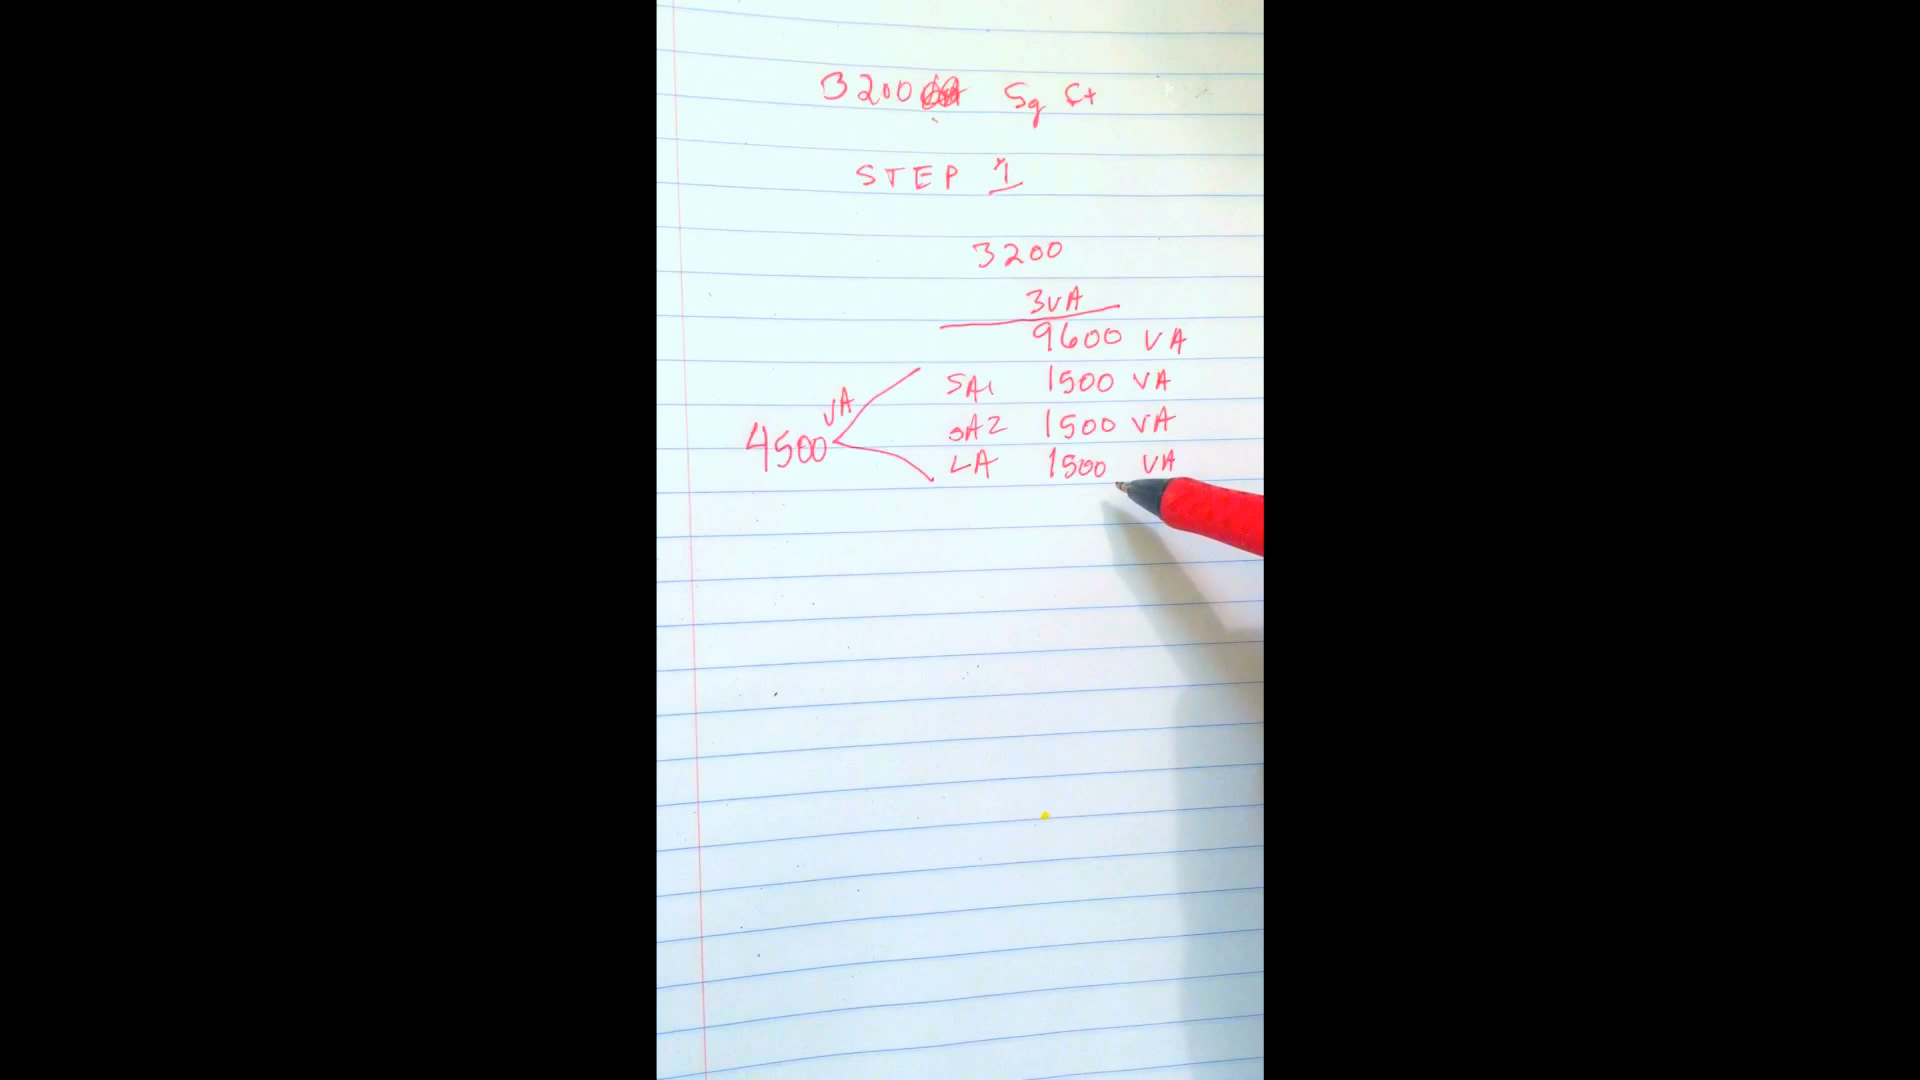 3200 Sq Ft
STEP 1
3200
3VA
9600 VA
SA1 1500 VA
SA2 1500 VA
LA 1500 VA
4500 VA